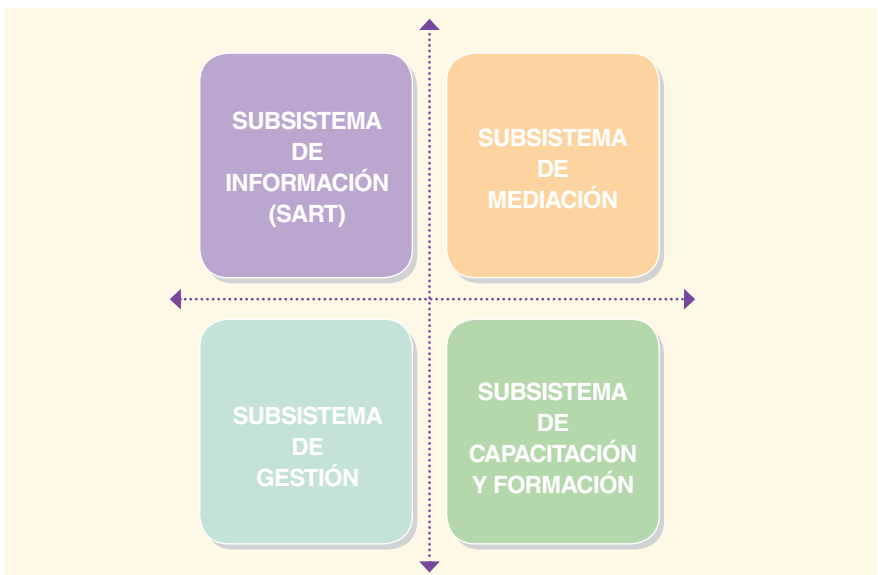 SUBSISTEMA
DE
INFORMACIÓN
(SART)
SUBSISTEMA
DE
MEDIACIÓN
SUBSISTEMA
DE
GESTIÓN
SUBSISTEMA
DE
CAPACITACIÓN
Y FORMACIÓN